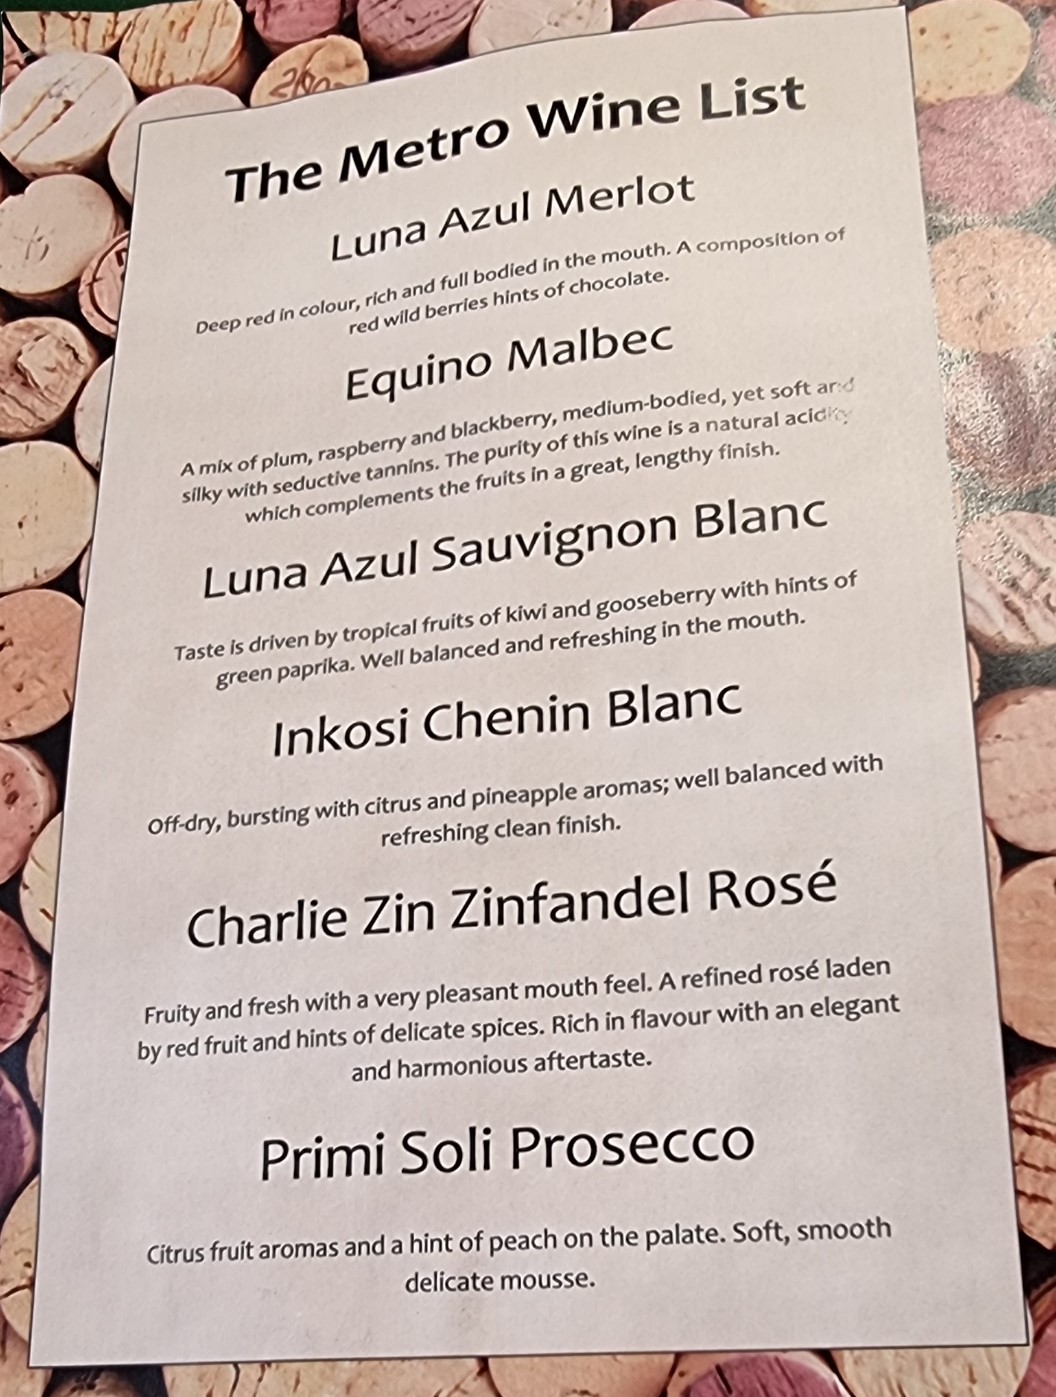 The Metro Wine List
Luna Azul Merlot
Deep red in colour, rich and full bodied in the mouth. A composition of
red wild berries hints of chocolate.
Equino Malbec
A mix of plum, raspberry and blackberry, medium-bodied, yet soft and
silky with seductive tannins. The purity of this wine is a natural acidity
which complements the fruits in a great, lengthy finish.
Luna Azul Sauvignon Blanc
Taste is driven by tropical fruits of kiwi and gooseberry with hints of
green paprika. Well balanced and refreshing in the mouth.
Inkosi Chenin Blanc
Off-dry, bursting with citrus and pineapple aromas; well balanced with
refreshing clean finish.
Charlie Zin Zinfandel Rosé
Fruity and fresh with a very pleasant mouth feel. A refined rosé laden
by red fruit and hints of delicate spices. Rich in flavour with an elegant
and harmonious aftertaste.
Primi Soli Prosecco
Citrus fruit aromas and a hint of peach on the palate. Soft, smooth
delicate mousse.